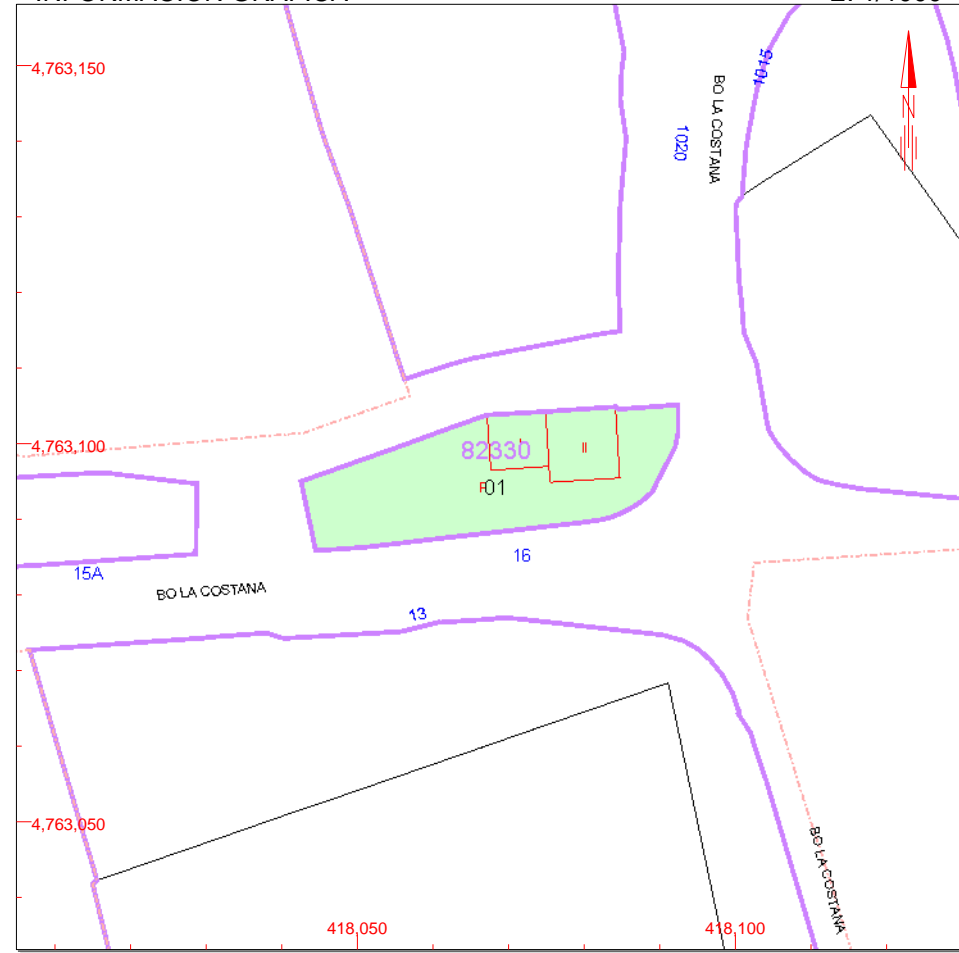 4,763,150
1015
BO LA COSTANA
1020
N
4,763,100
82330
I
II
P
01
16
15A
BO LA COSTANA
13
4,763,050
BO LA COSTANA
418,050
418,100